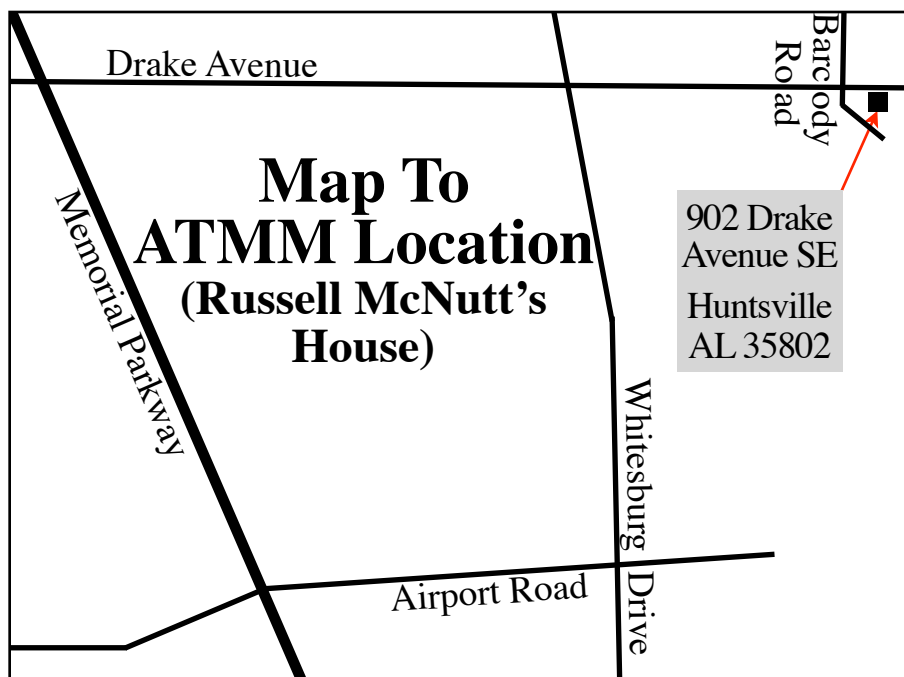 Drake Avenue
Barcody
Road
Map To
ATMM Location
(Russell McNutt’s
House)
Memorial Parkway
902 Drake
Avenue SE
Huntsville
AL 35802
Whitesburg Drive
Airport Road